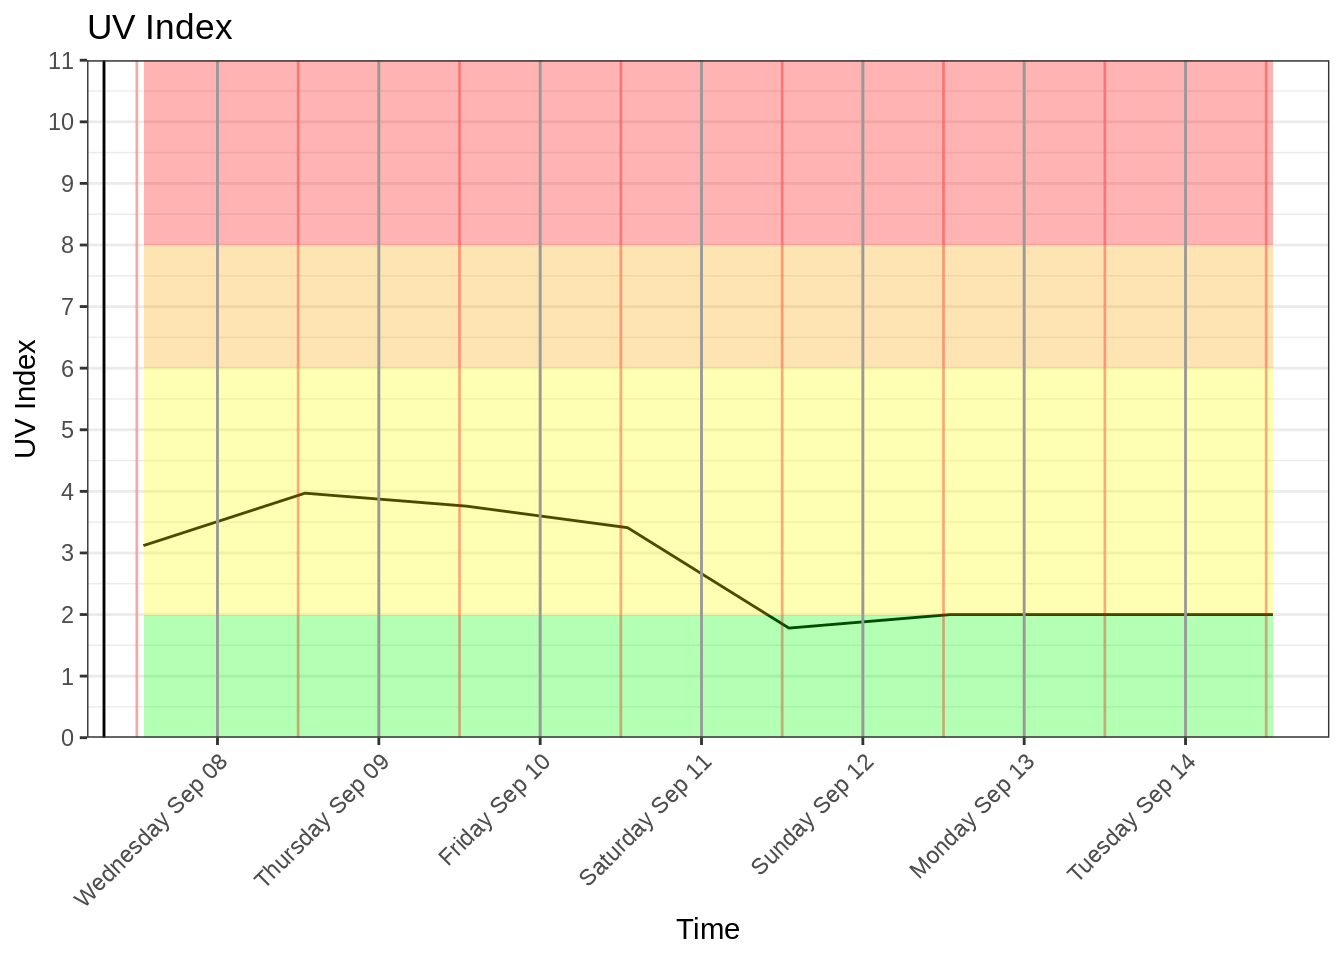 UV Index
11
10
9
8
7
6
5
4
3
2
1
0
UV Index
Wednesday Sep 08
Thursday Sep 09
Friday Sep 10
Saturday Sep 11
Sunday Sep 12
Monday Sep 13
Tuesday Sep 14
Time